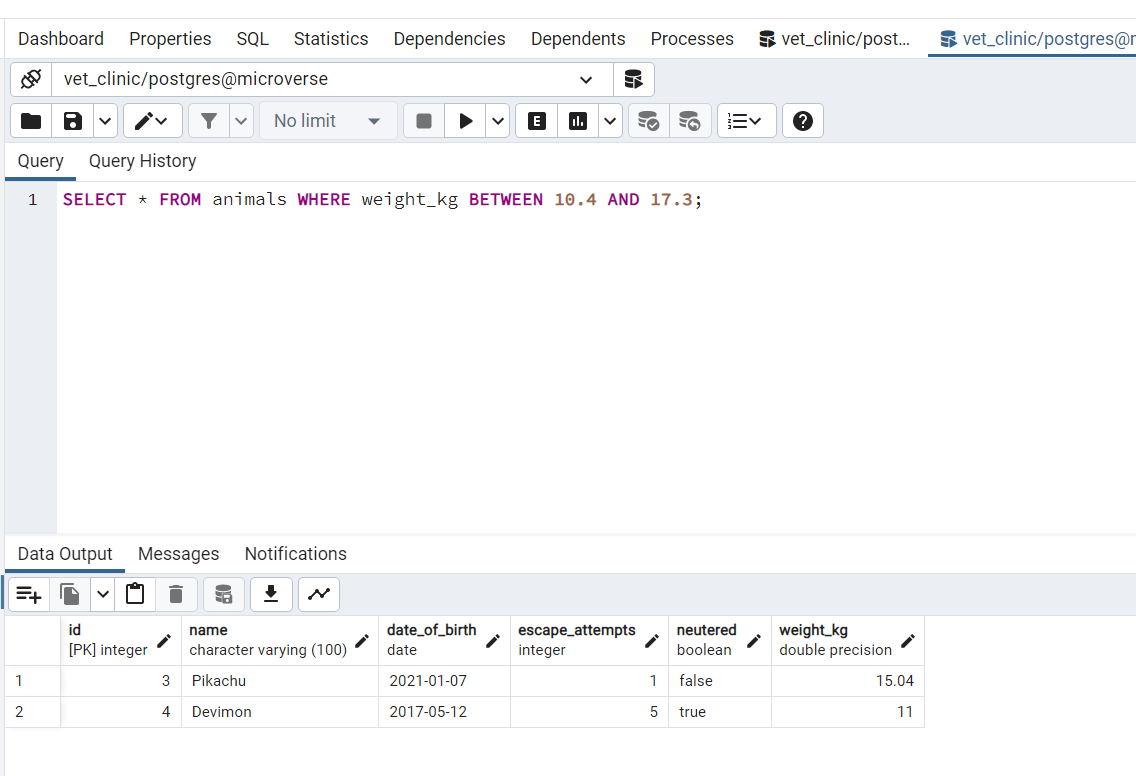 Dashboard Properties SQL Statistics Dependencies Dependents Processes vet_clinic/post... vet_clinic/postgres@
vet_clinic/postgres@microverse
No limit E
Query Query History
1 SELECT * FROM animals WHERE weight_kg BETWEEN 10.4 AND 17.3;
Data Output Messages Notifications
id name date_of_birth escape_attempts neutered weight_kg
[PK] integer character varying (100) date integer boolean double precision
1 3 Pikachu 2021-01-07 1 false 15.04
2 4 Devimon 2017-05-12 5 true 11